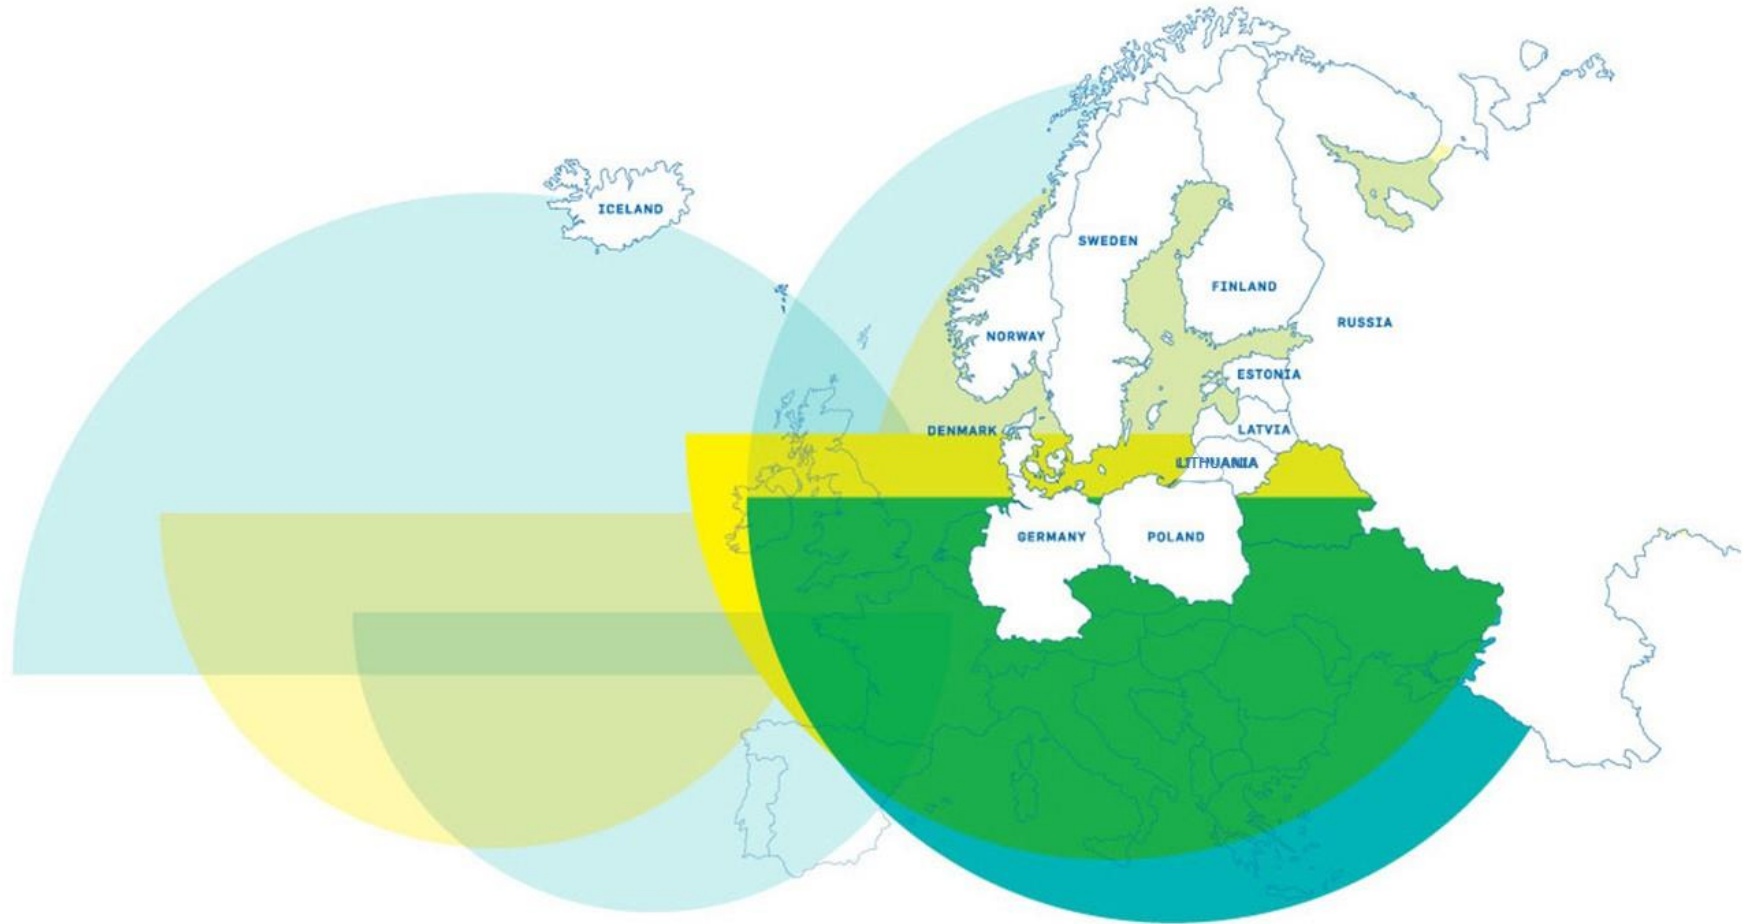 ICELAND
SWEDEN
FINLAND
RUSSIA
NORWAY
ESTONIA
DENMARK
LATVIA
LITHUANIA
GERMANY
POLAND